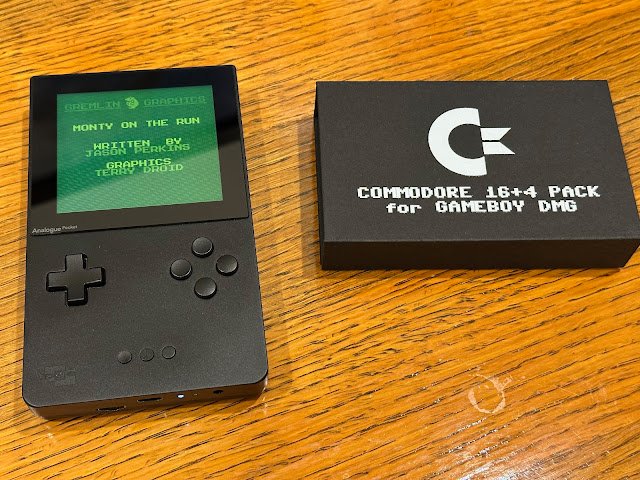 GREMLIN GRAPHICS
MONTY ON THE RUN
WRITTEN BY
JASON PERKINS
GRAPHICS
TERRY DROID
Analogue Pocket
COMMODORE 16+4 PACK
for GAMEBOY DMG